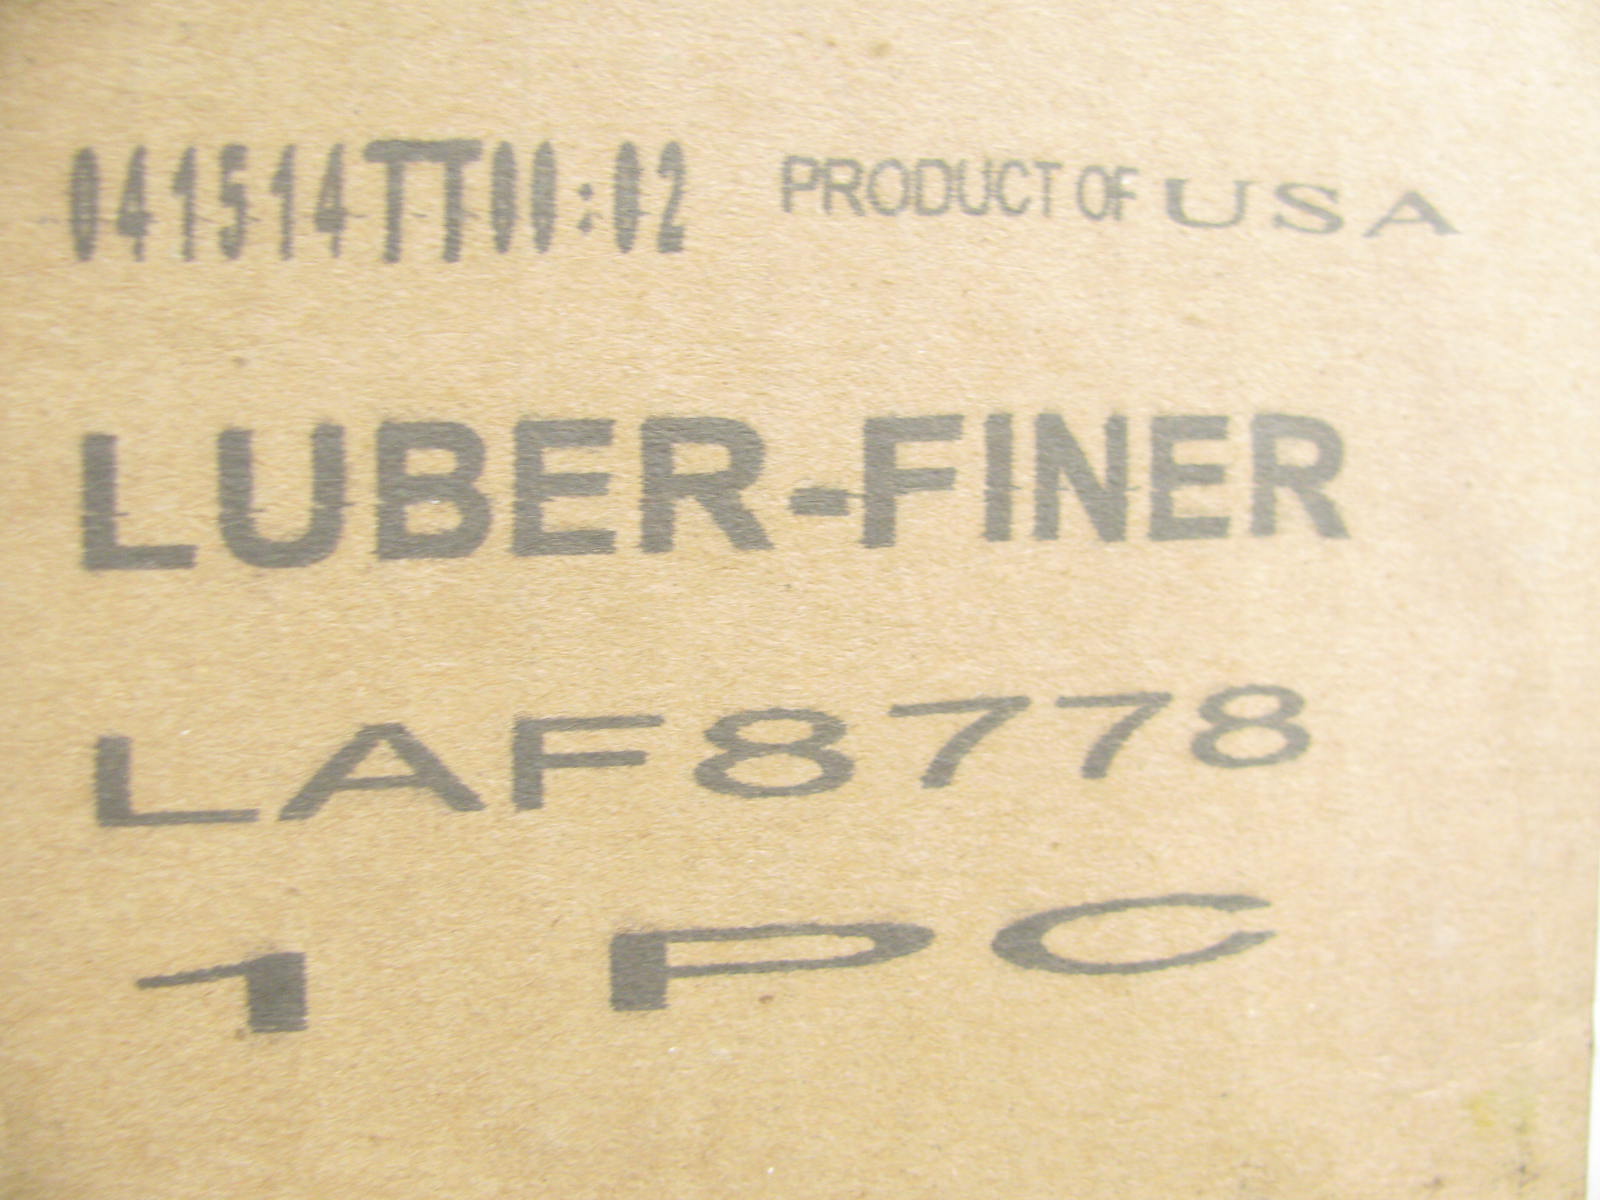 041514TT00:02 PRODUCT OF USA
LUBER-FINER
LAF8778
1 PC